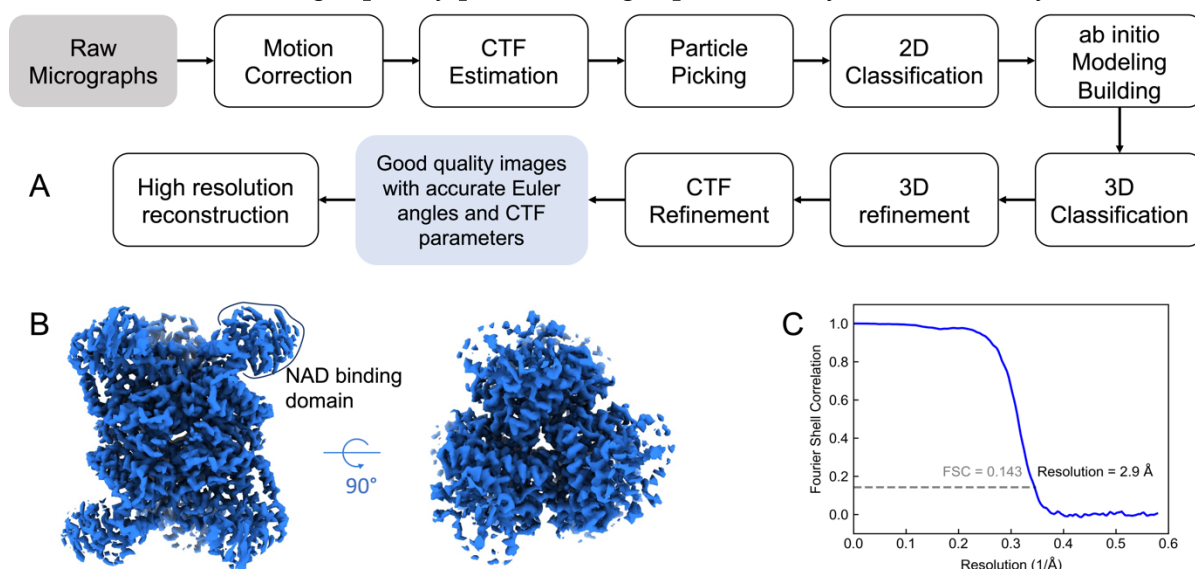 Raw
Micrographs
Motion
Correction
CTF
Estimation
Particle
Picking
2D
Classification
ab initio
Modeling
Building
A
High resolution
reconstruction
Good quality images
with accurate Euler
angles and CTF
parameters
CTF
Refinement
3D
refinement
3D
Classification
B
NAD binding
domain
90°
C
Fourier Shell Correlation
1.0
0.8
0.6
0.4
0.2
0.0
FSC = 0.143
Resolution = 2.9 Å
0.0 0.1 0.2 0.3 0.4 0.5 0.6
Resolution (1/Å)